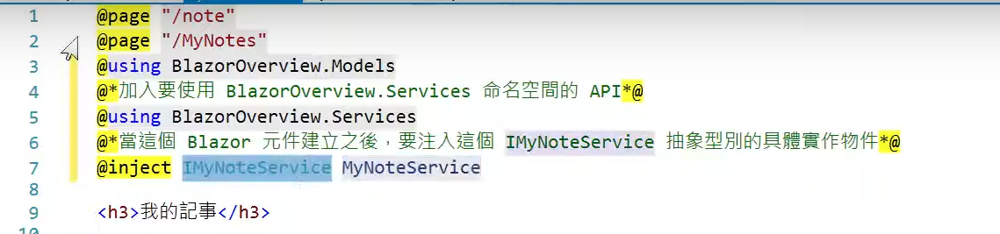 1 @page "/note"
2 @page "/MyNotes"
3 @using BlazorOverview.Models
4 @*加入要使用 BlazorOverview.Services 命名空間的 API*@
5 @using BlazorOverview.Services
6 @*當這個 Blazor 元件建立之後，要注入這個 IMyNoteService 抽象型別的具體實作物件*@
7 @inject IMyNoteService MyNoteService
8
9 <h3>我的記事</h3>
10